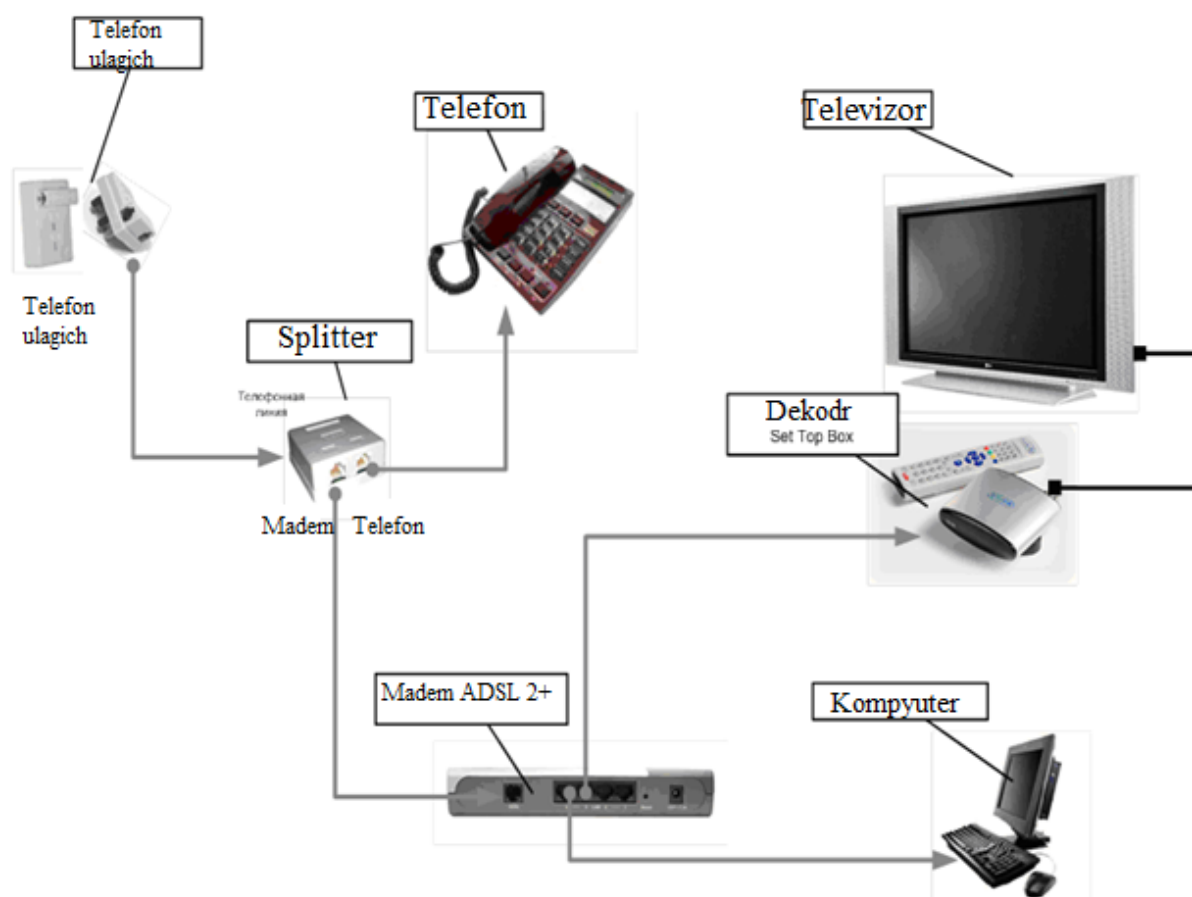 Telefon
ulagich
Telefon
Televizor
Telefon
ulagich
Splitter
Телефонная
линия
Dekodr
Set Top Box
Madem Telefon
Madem ADSL 2+
Kompyuter